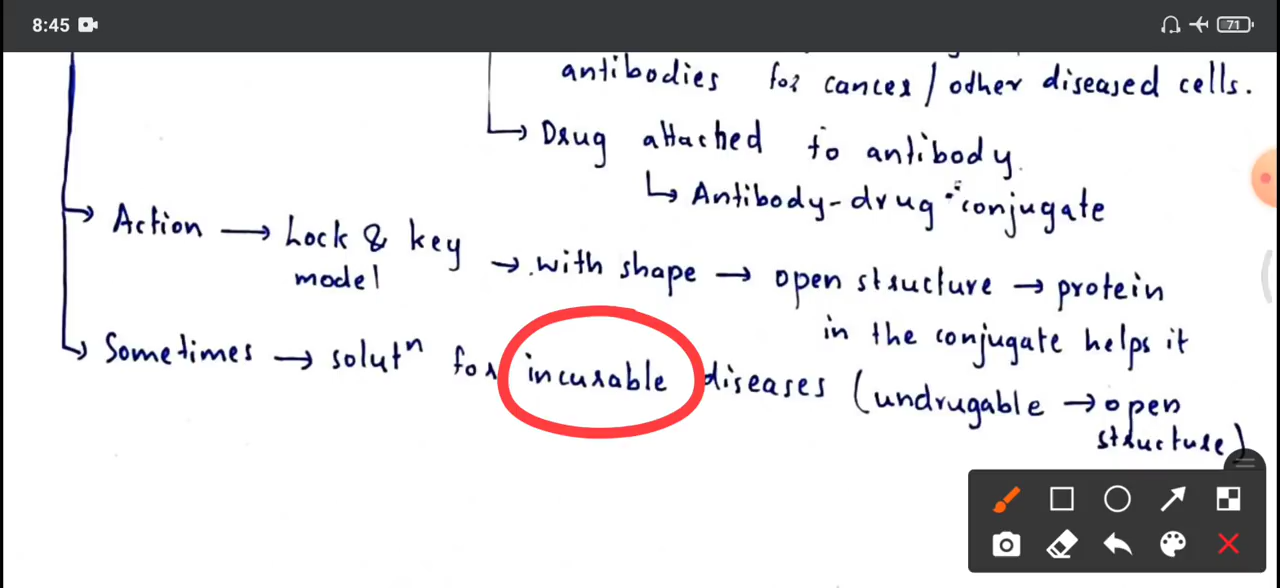 8:45
71
antibodies for cancer / other diseased cells.
Drug attached to antibody.
Antibody-drug conjugate
Action → Lock & key → with shape → open structure → protein
model
in the conjugate helps it
Sometimes → solutⁿ for incurable diseases (undrugable → open
structure)